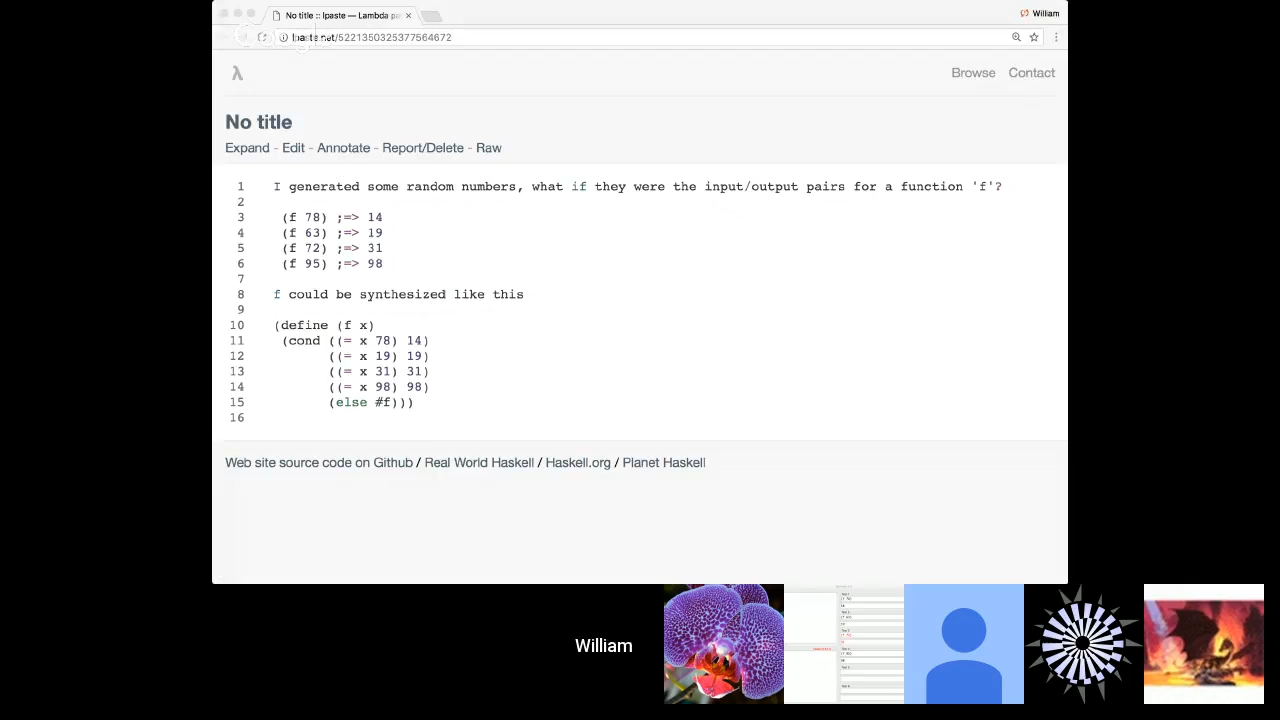 No title :: lpaste — Lambda pa
William
lpaste.net/5221350325377564672
λ
Browse Contact
No title
Expand - Edit - Annotate - Report/Delete - Raw
1 I generated some random numbers, what if they were the input/output pairs for a function 'f'?
2
3 (f 78) ;=> 14
4 (f 63) ;=> 19
5 (f 72) ;=> 31
6 (f 95) ;=> 98
7
8 f could be synthesized like this
9
10 (define (f x)
11 (cond ((= x 78) 14)
12 ((= x 19) 19)
13 ((= x 31) 31)
14 ((= x 98) 98)
15 (else #f)))
16
Web site source code on Github / Real World Haskell / Haskell.org / Planet Haskell
William